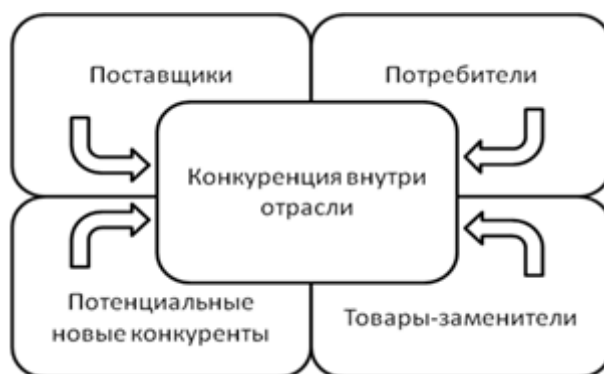 Поставщики
Потребители
Конкуренция внутри
отрасли
Потенциальные
новые конкуренты
Товары-заменители